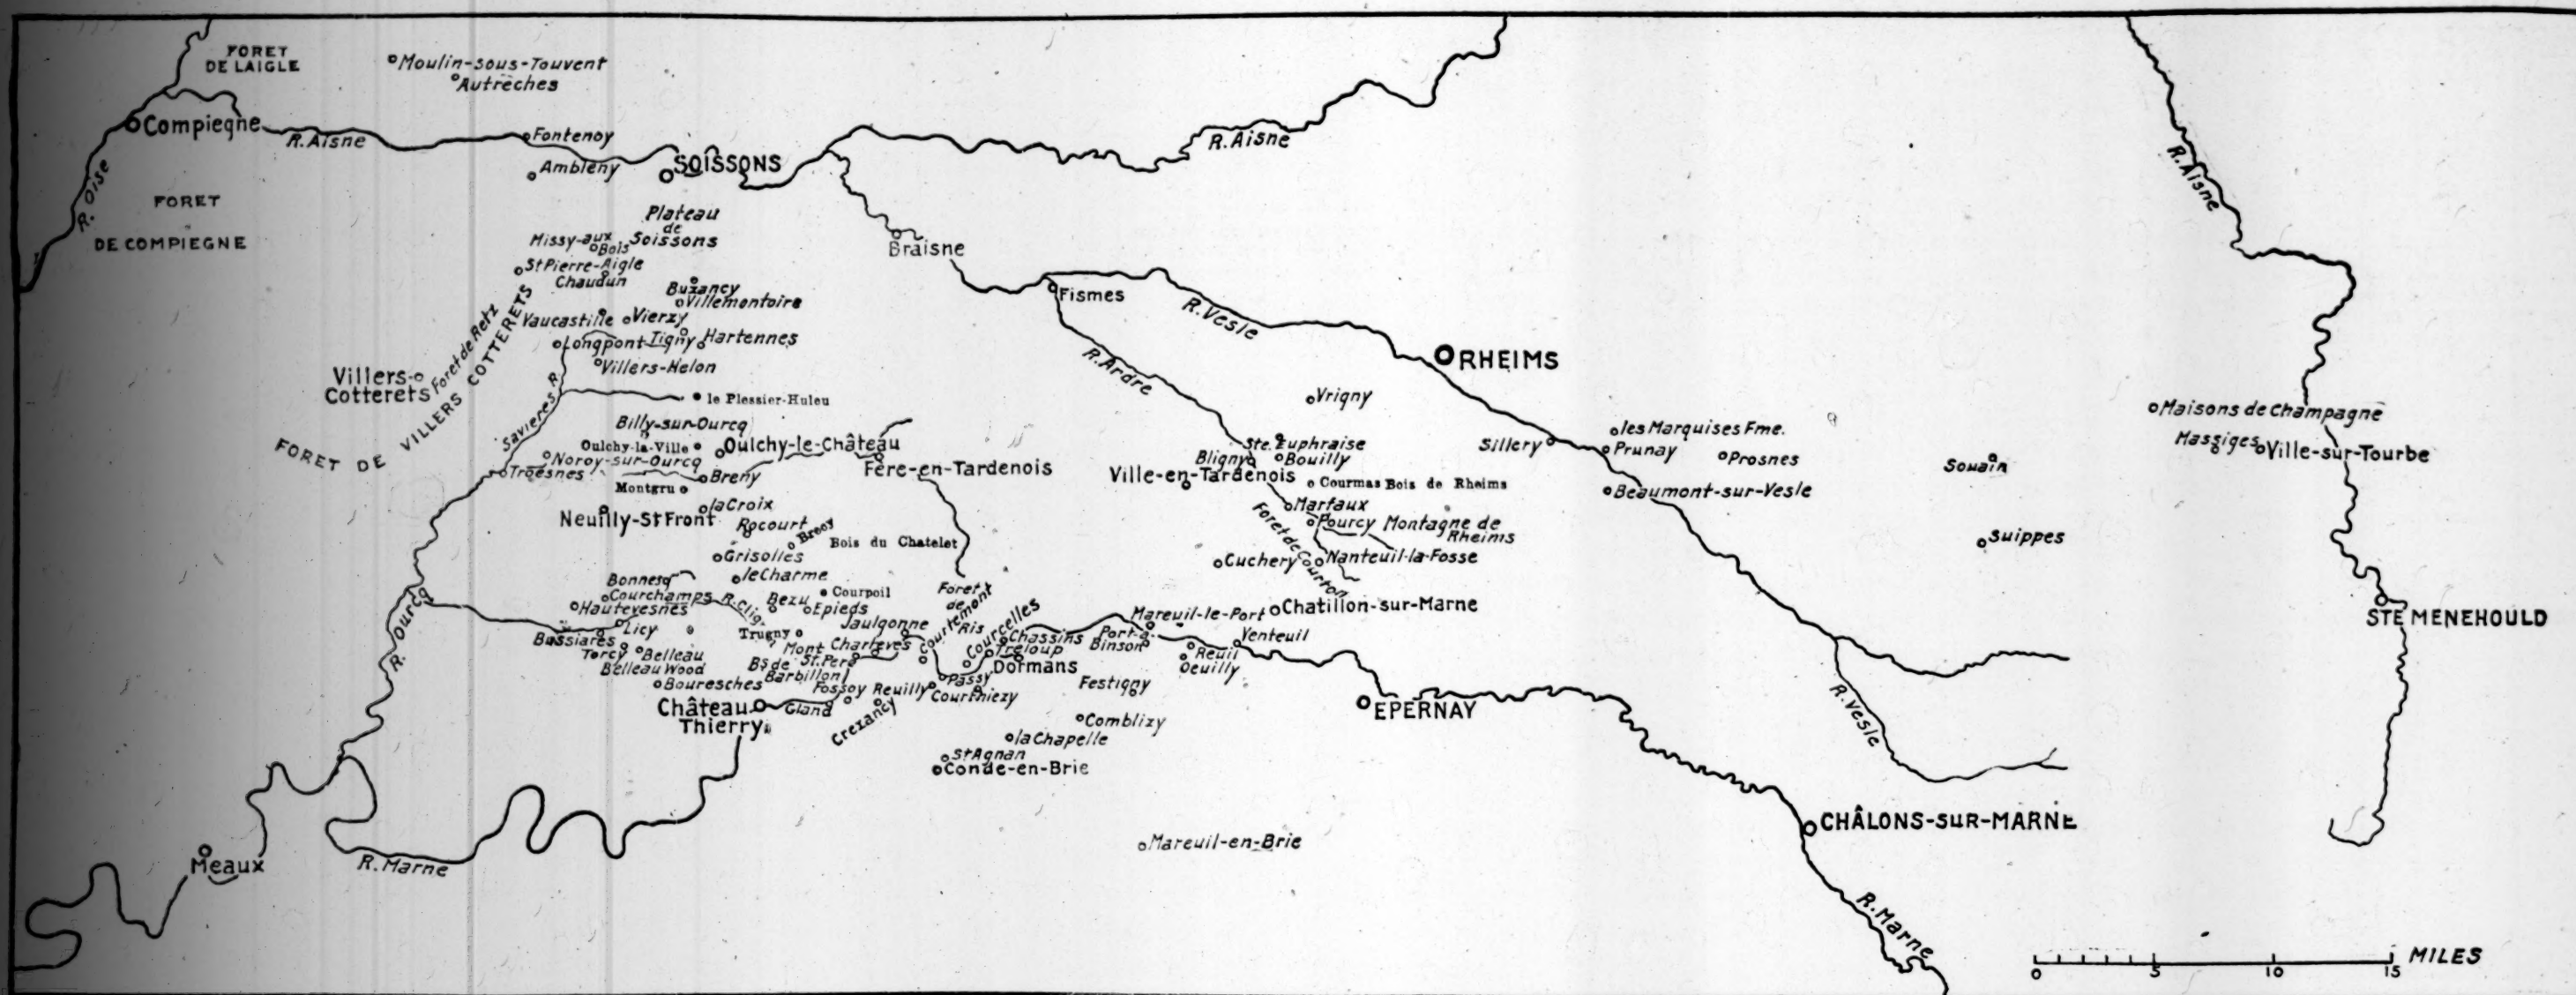 FORET
DE LAIGLE
Moulin-sous-Touvent
Autrèches
Compiegne
R. Aisne
Fontenoy
Ambleny
SOISSONS
R. Aisne
R. Aisne
R. Oise
FORET
DE COMPIEGNE
Plateau
de
Soissons
Missy-aux
Bois
St Pierre-Aigle
Chaudun
Buzancy
Villemontoire
Braisne
Fismes
R. Vesle
Vaucastille
Vierzy
Longpont
Tigny
Hartennes
Villers-Helon
Foret de Retz
FORET DE VILLERS COTTERETS
Villers-
Cotterets
Savieres R.
le Plessier-Huleu
R. Ardre
RHEIMS
Vrigny
Billy-sur-Ourcq
Oulchy-la-Ville
Oulchy-le-Château
Noroy-sur-Ourcq
Troesnes
Breny
Montgru
Fère-en-Tardenois
Ste. Euphraise
Bligny
Bouilly
Ville-en-Tardenois
Courmas
Bois de Rheims
Sillery
les Marquises Fme.
Prunay
Prosnes
Beaumont-sur-Vesle
Souain
Suippes
Maisons de Champagne
Massiges
Ville-sur-Tourbe
la Croix
Neuilly-St Front
Rocourt
Brecy
Bois du Chatelet
Grisolles
Marfaux
Pourcy
Montagne de
Rheims
Foret de Courton
Cuchery
Nanteuil-la-Fosse
Bonnes
le Charme
Courchamps
R. Clig.
Bezu
Courpoil
Hautevesnes
Epieds
Foret
de
Ris
Courtemont
Courcelles
Mareuil-le-Port
Chatillon-sur-Marne
STE MENEHOULD
R. Ourcq
Licy
Bussiares
Torcy
Belleau
Belleau Wood
Bouresches
Trugny
Jaulgonne
Mont
St. Pere
Charteves
Bs de
Barbillon
Chassins
Treloup
Dormans
Port-à-
Binson
Venteuil
Reuil
Oeuilly
Passy
Courthiezy
Festigny
Fossoy
Reuilly
Château-
Thierry
Gland
Crezancy
Comblizy
la Chapelle
St Agnan
Conde-en-Brie
EPERNAY
R. Vesle
Mareuil-en-Brie
CHÂLONS-SUR-MARNE
Meaux
R. Marne
R. Marne
0 5 10 15 MILES